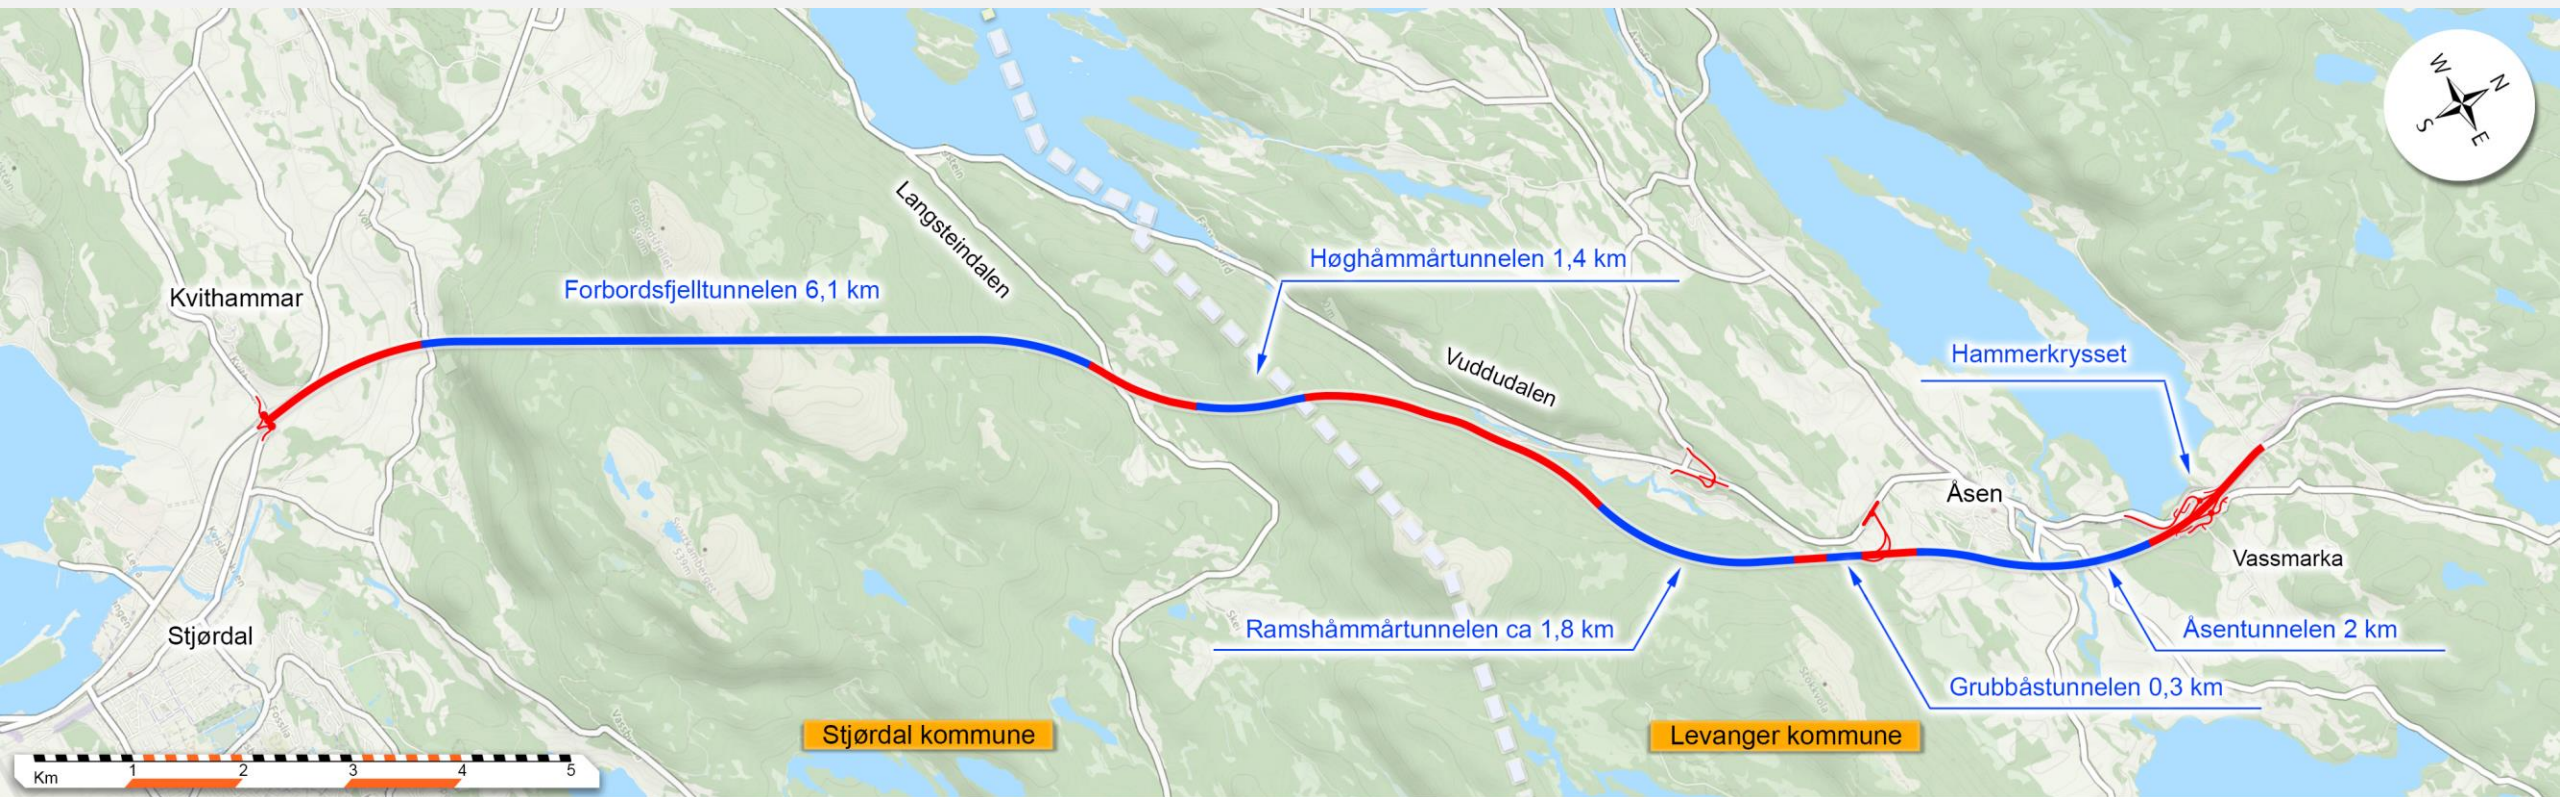 W
N
S
E
Langsteindalen
Høghåmmårtunnelen 1,4 km
Forbordsfjelltunnelen 6,1 km
Kvithammar
Vuddudalen
Hammerkrysset
Åsen
Vassmarka
Stjørdal
Ramshåmmårtunnelen ca 1,8 km
Åsentunnelen 2 km
Grubbåstunnelen 0,3 km
Stjørdal kommune
Levanger kommune
Km 1 2 3 4 5